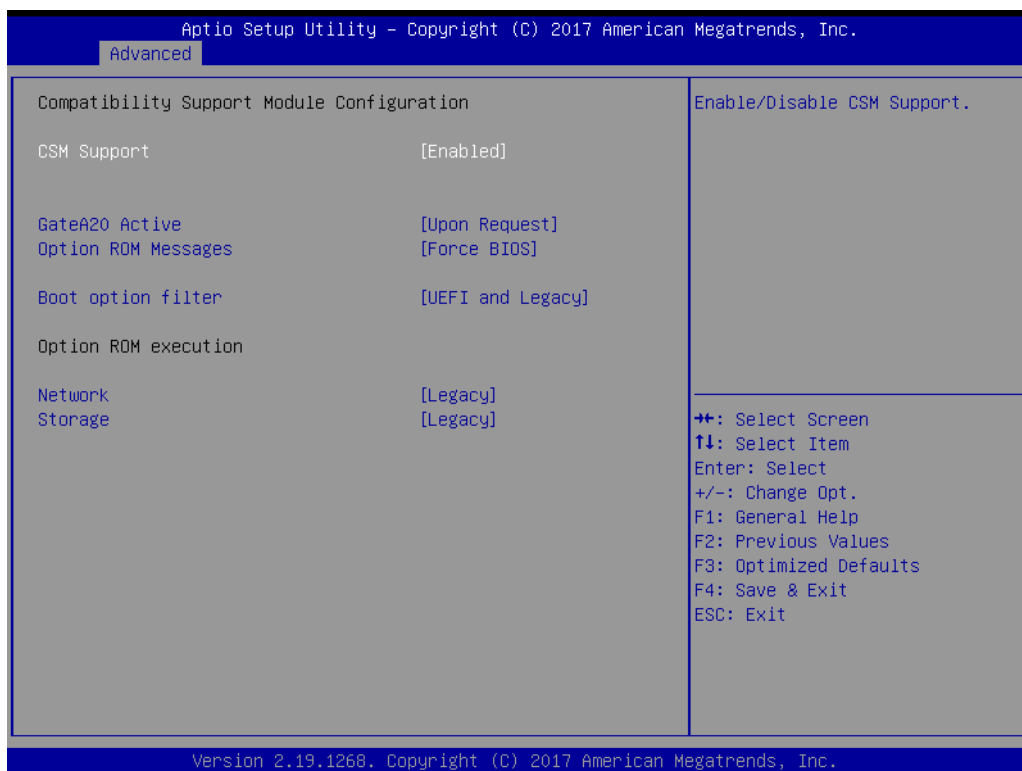 Aptio Setup Utility – Copyright (C) 2017 American Megatrends, Inc.
Advanced
Compatibility Support Module Configuration
CSM Support [Enabled]
GateA20 Active [Upon Request]
Option ROM Messages [Force BIOS]
Boot option filter [UEFI and Legacy]
Option ROM execution
Network [Legacy]
Storage [Legacy]
Enable/Disable CSM Support.
→←: Select Screen
↑↓: Select Item
Enter: Select
+/-: Change Opt.
F1: General Help
F2: Previous Values
F3: Optimized Defaults
F4: Save & Exit
ESC: Exit
Version 2.19.1268. Copyright (C) 2017 American Megatrends, Inc.